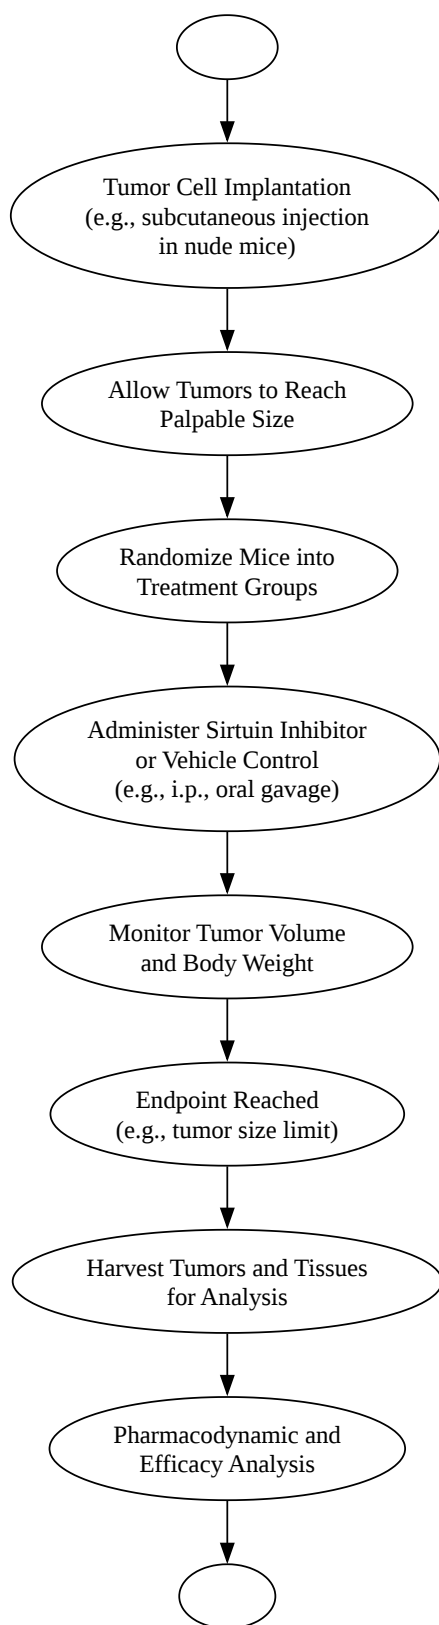 Tumor Cell Implantation
(e.g., subcutaneous injection
in nude mice)
Allow Tumors to Reach
Palpable Size
Randomize Mice into
Treatment Groups
Administer Sirtuin Inhibitor
or Vehicle Control
(e.g., i.p., oral gavage)
Monitor Tumor Volume
and Body Weight
Endpoint Reached
(e.g., tumor size limit)
Harvest Tumors and Tissues
for Analysis
Pharmacodynamic and
Efficacy Analysis